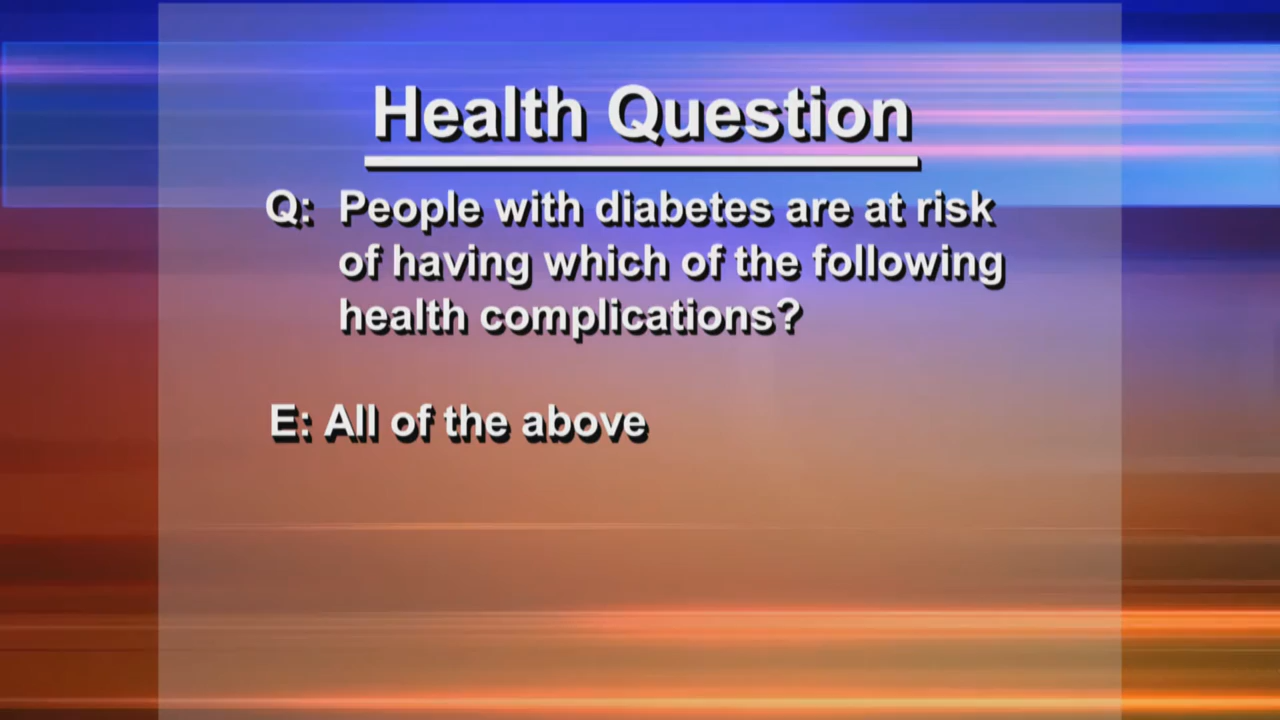 Health Question
Q: People with diabetes are at risk
of having which of the following
health complications?
E: All of the above